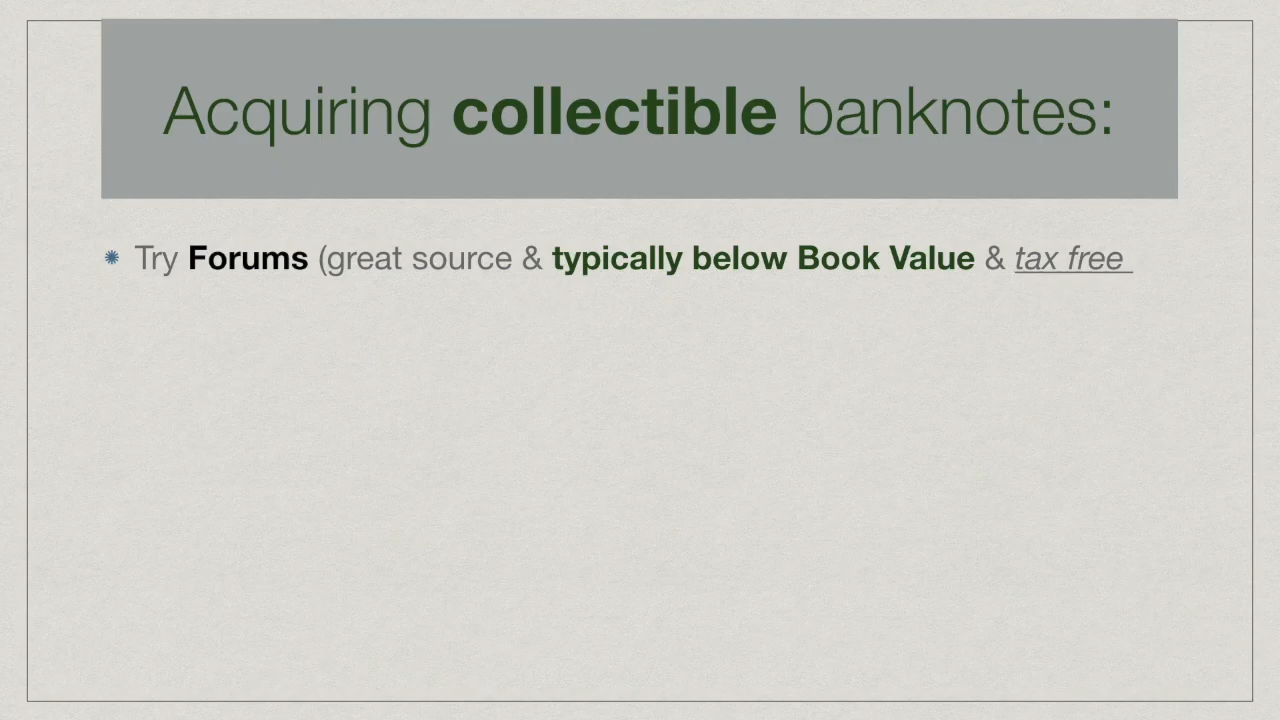 Acquiring collectible banknotes:
Try Forums (great source & typically below Book Value & tax free